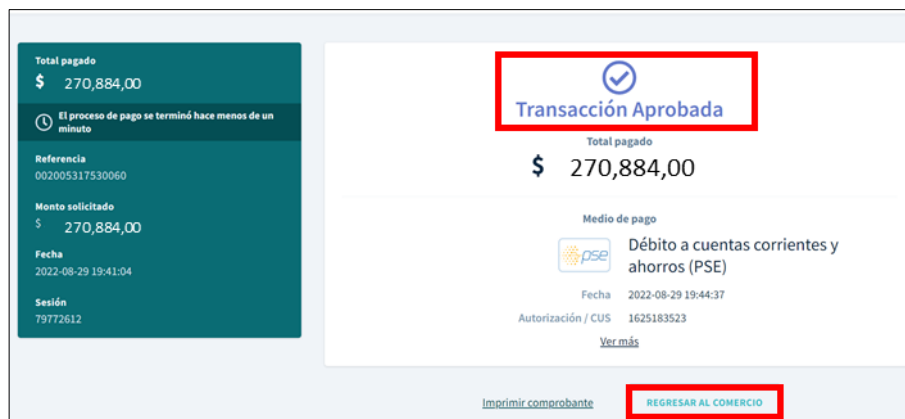 Total pagado
$ 270,884,00
El proceso de pago se terminó hace menos de un
minuto
Referencia
002005317530060
Monto solicitado
$ 270,884,00
Fecha
2022-08-29 19:41:04
Sesión
79772612
Transacción Aprobada
Total pagado
$ 270,884,00
Medio de pago
pse
Débito a cuentas corrientes y
ahorros (PSE)
Fecha 2022-08-29 19:44:37
Autorización / CUS 1625183523
Ver más
Imprimir comprobante REGRESAR AL COMERCIO